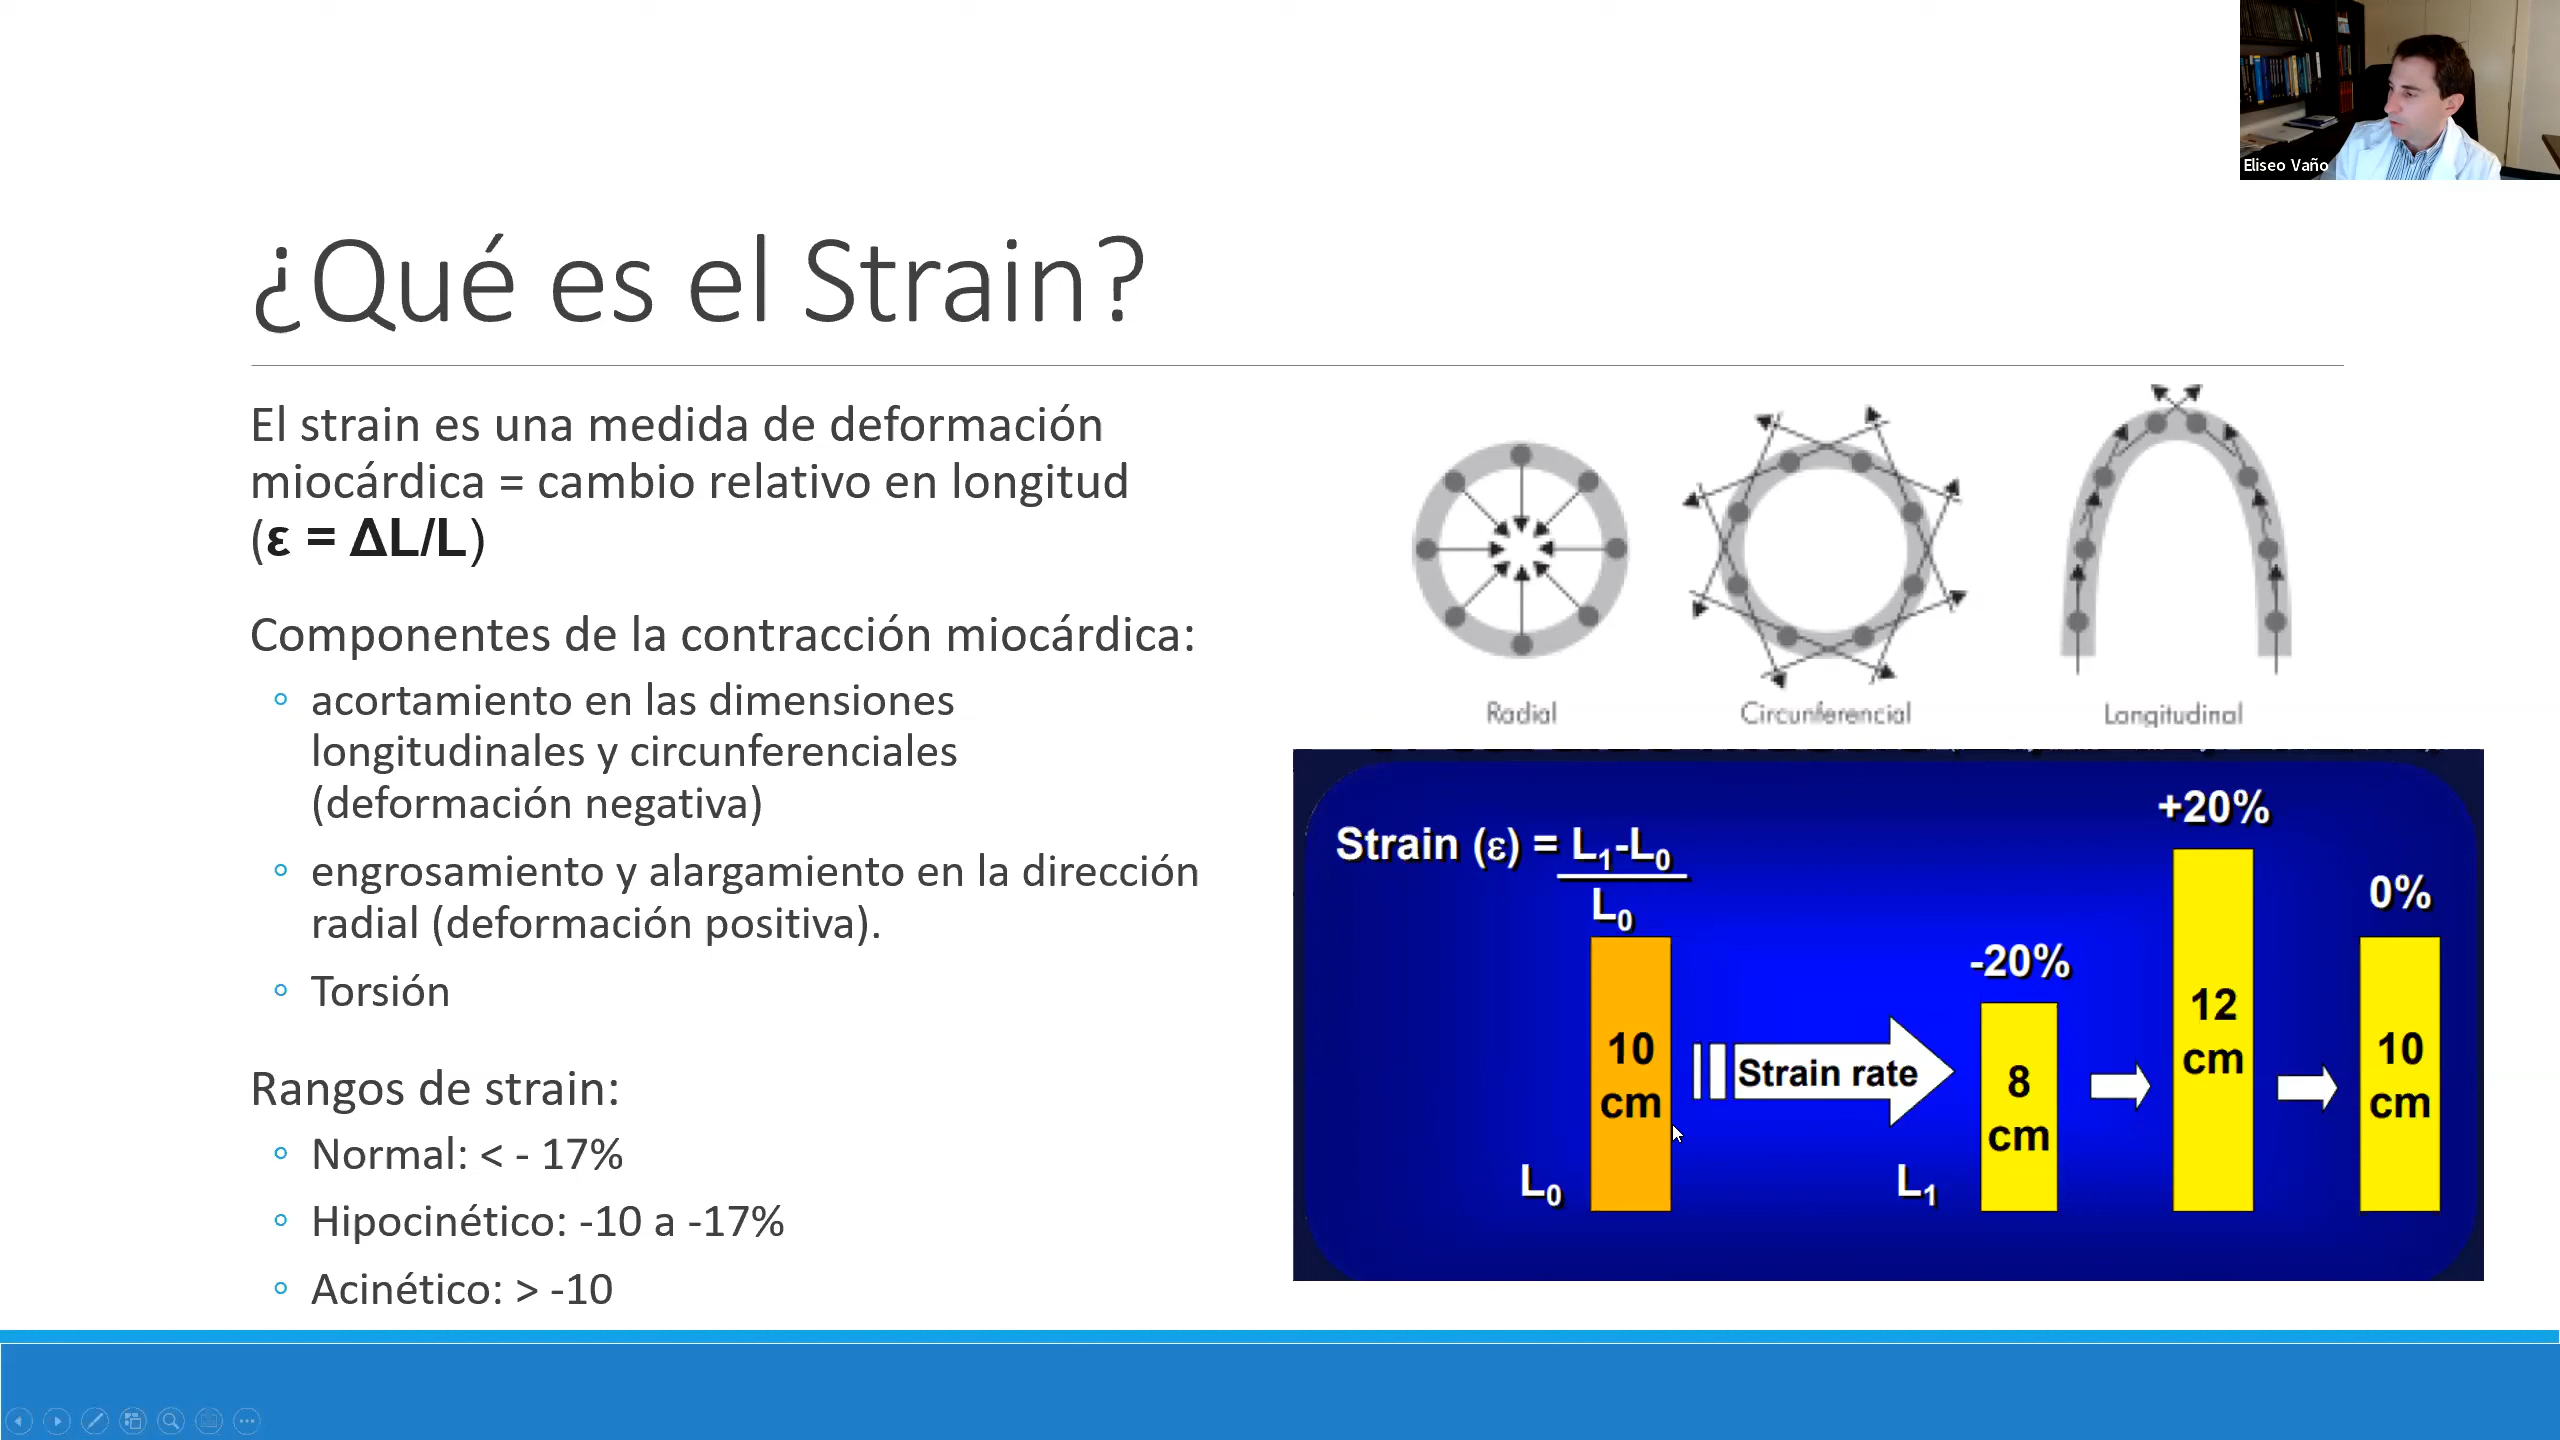 Eliseo Vaño
¿Qué es el Strain?
El strain es una medida de deformación
miocárdica = cambio relativo en longitud
(ε = ΔL/L)
Componentes de la contracción miocárdica:
◦ acortamiento en las dimensiones
longitudinales y circunferenciales
(deformación negativa)
◦ engrosamiento y alargamiento en la dirección
radial (deformación positiva).
◦ Torsión
Rangos de strain:
◦ Normal: < - 17%
◦ Hipocinético: -10 a -17%
◦ Acinético: > -10
Radial
Circunferencial
Longitudinal
Strain (ε) = L₁-L₀
L₀
10
cm
L₀
Strain rate
L₁
-20%
8
cm
+20%
12
cm
0%
10
cm